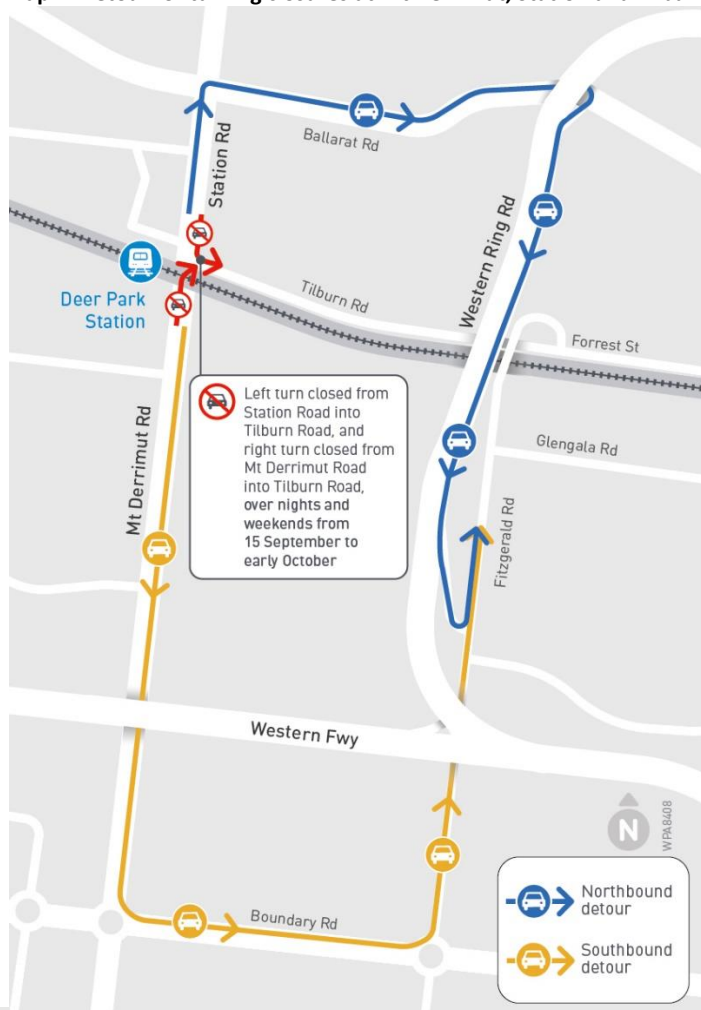 Ballarat Rd
Station Rd
Western Ring Rd
Deer Park
Station
Tilburn Rd
Forrest St
Glengala Rd
Mt Derrimut Rd
Left turn closed from
Station Road into
Tilburn Road, and
right turn closed from
Mt Derrimut Road
into Tilburn Road,
over nights and
weekends from
15 September to
early October
Fitzgerald Rd
Western Fwy
N
WPA8408
Boundary Rd
Northbound
detour
Southbound
detour